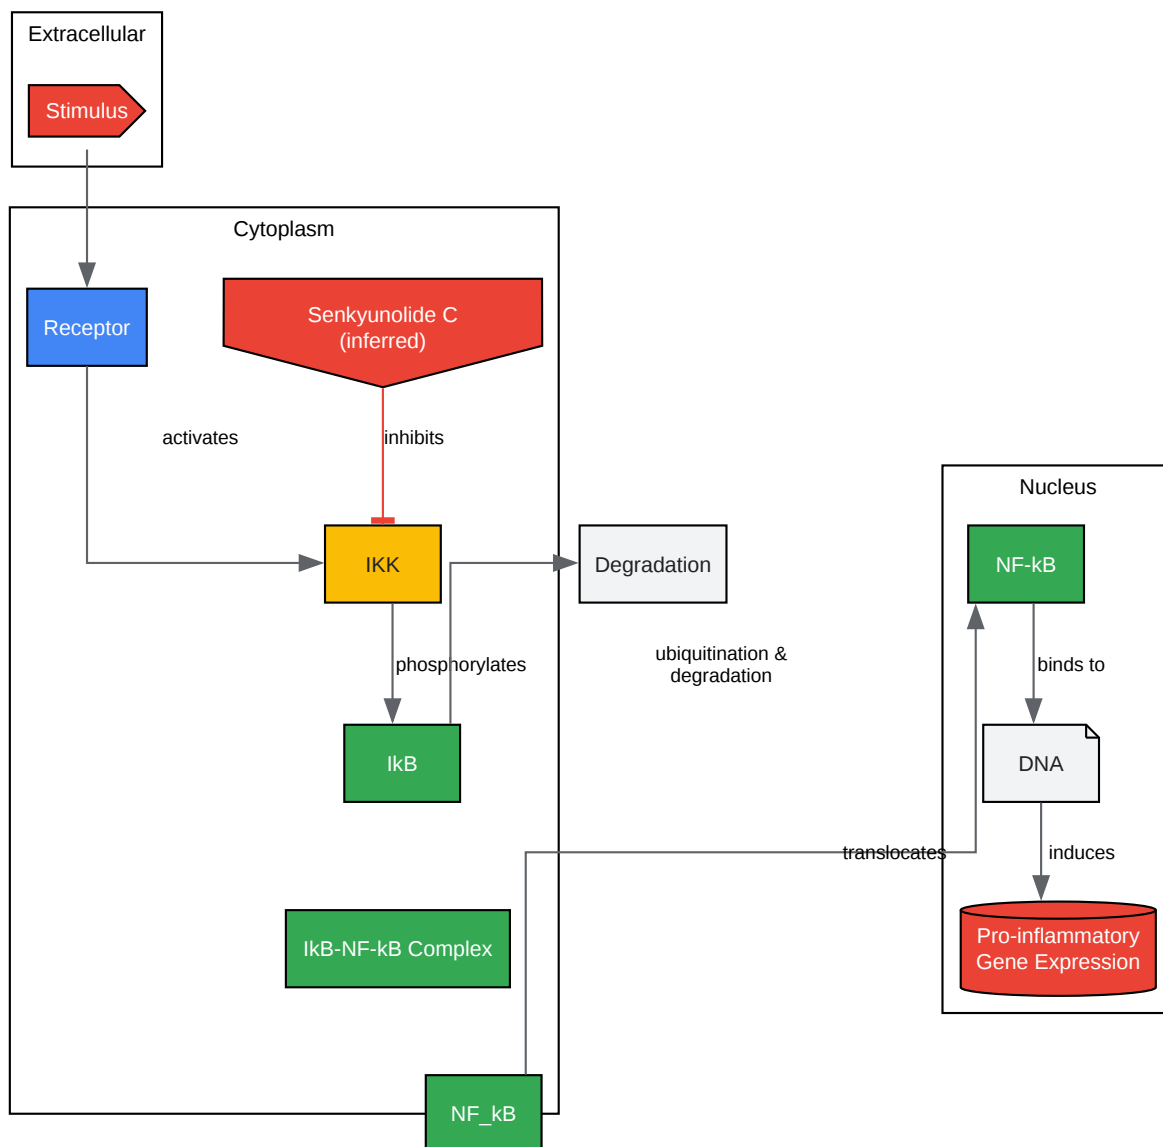 Extracellular
Stimulus
Cytoplasm
Receptor
Senkyunolide C
(inferred)
activates
inhibits
Nucleus
IKK
Degradation
NF-kB
phosphorylates
ubiquitination &
degradation
binds to
IkB
DNA
translocates
induces
IkB-NF-kB Complex
Pro-inflammatory
Gene Expression
NF_kB